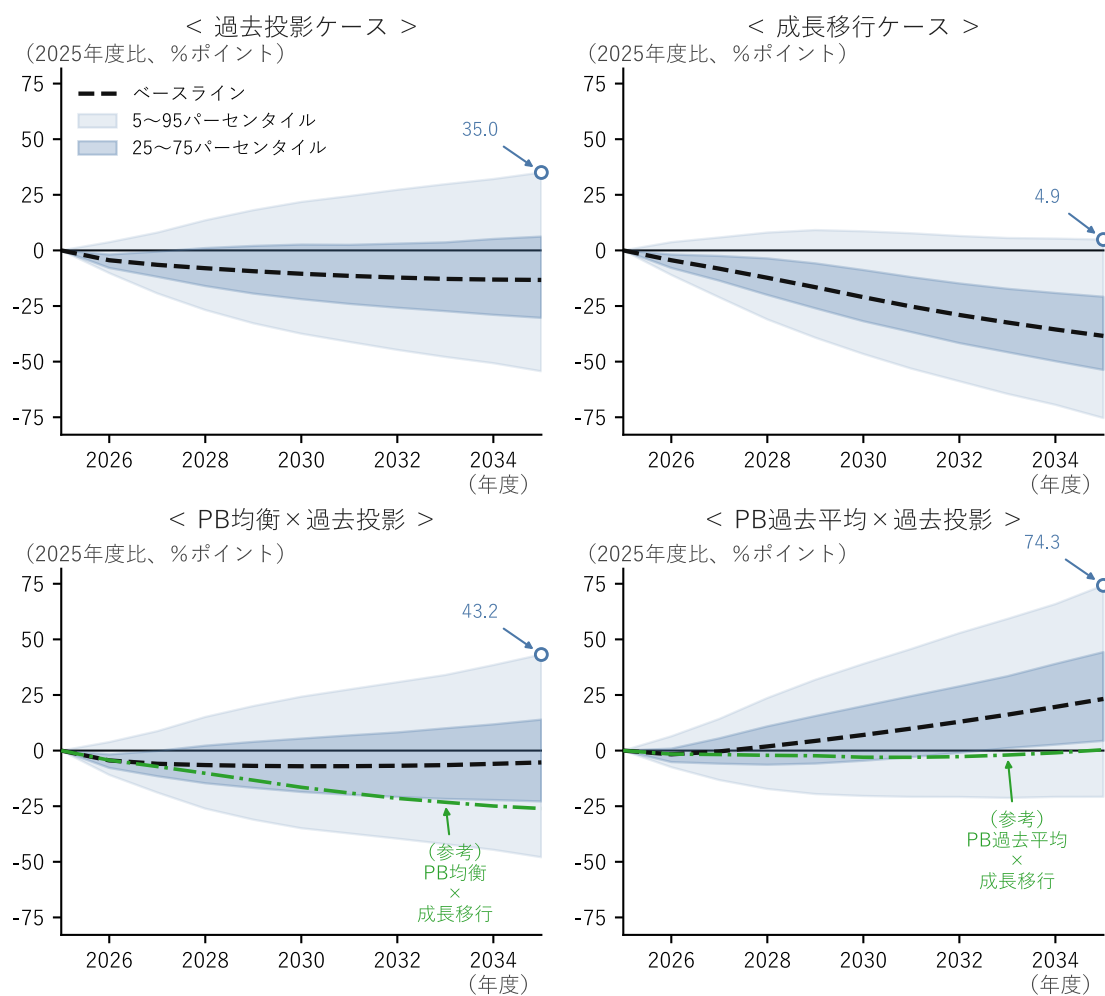 < 過去投影ケース >
(2025年度比、%ポイント)
75
50
25
0
-25
-50
-75
ベースライン
5〜95パーセンタイル
25〜75パーセンタイル
35.0
2026
2028
2030
2032
2034
(年度)
< 成長移行ケース >
(2025年度比、%ポイント)
75
50
25
0
-25
-50
-75
4.9
2026
2028
2030
2032
2034
(年度)
< PB均衡×過去投影 >
(2025年度比、%ポイント)
75
50
25
0
-25
-50
-75
43.2
(参考)
PB均衡
×
成長移行
2026
2028
2030
2032
2034
(年度)
< PB過去平均×過去投影 >
(2025年度比、%ポイント)
75
50
25
0
-25
-50
-75
74.3
(参考)
PB過去平均
×
成長移行
2026
2028
2030
2032
2034
(年度)